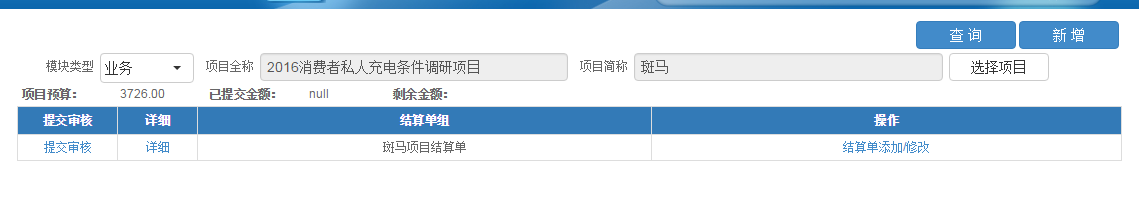 查 询 新 增
模块类型 业务 项目全称 2016消费者私人充电条件调研项目 项目简称 斑马 选择项目
项目预算： 3726.00 已提交金额： null 剩余金额：
提交审核 详细 结算单组 操作
提交审核 详细 斑马项目结算单 结算单添加/修改